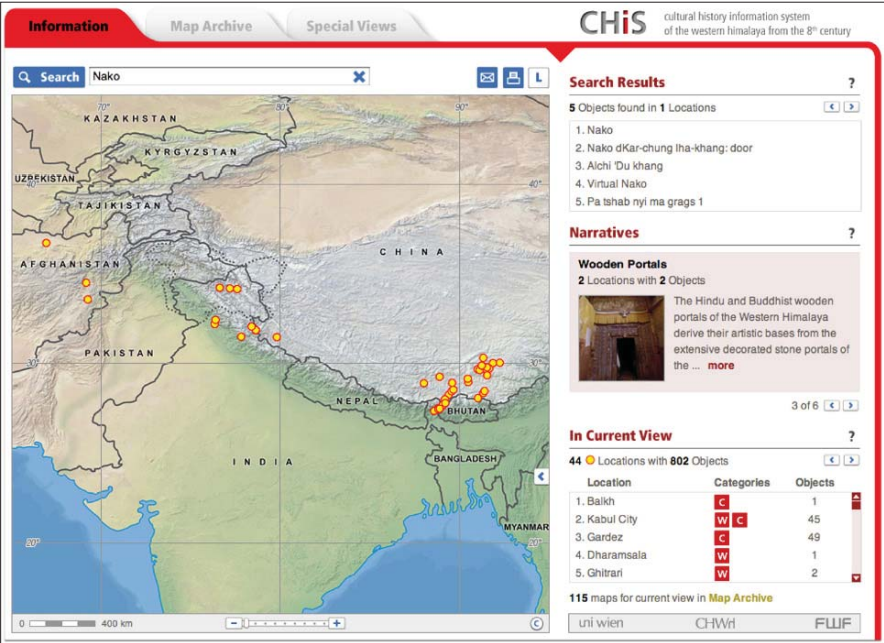 Information
Map Archive
Special Views
CHiS
cultural history information system
of the western himalaya from the 8th century
Search
Nako
L
70°
80°
90°
KAZAKHSTAN
KYRGYZSTAN
UZBEKISTAN
40°
40°
TAJIKISTAN
CHINA
AFGHANISTAN
PAKISTAN
30°
30°
NEPAL
BHUTAN
INDIA
BANGLADESH
MYANMAR
20°
20°
0
400 km
C
Search Results
?
5 Objects found in 1 Locations
1. Nako
2. Nako dKar-chung lha-khang: door
3. Alchi 'Du khang
4. Virtual Nako
5. Pa tshab nyi ma grags 1
Narratives
?
Wooden Portals
2 Locations with 2 Objects
The Hindu and Buddhist wooden
portals of the Western Himalaya
derive their artistic bases from the
extensive decorated stone portals of
the ... more
3 of 6
In Current View
?
44 Locations with 802 Objects
Location Categories Objects
1. Balkh C 1
2. Kabul City W C 45
3. Gardez C 49
4. Dharamsala W 1
5. Ghitrari W 2
115 maps for current view in Map Archive
uni wien CHWH FWF